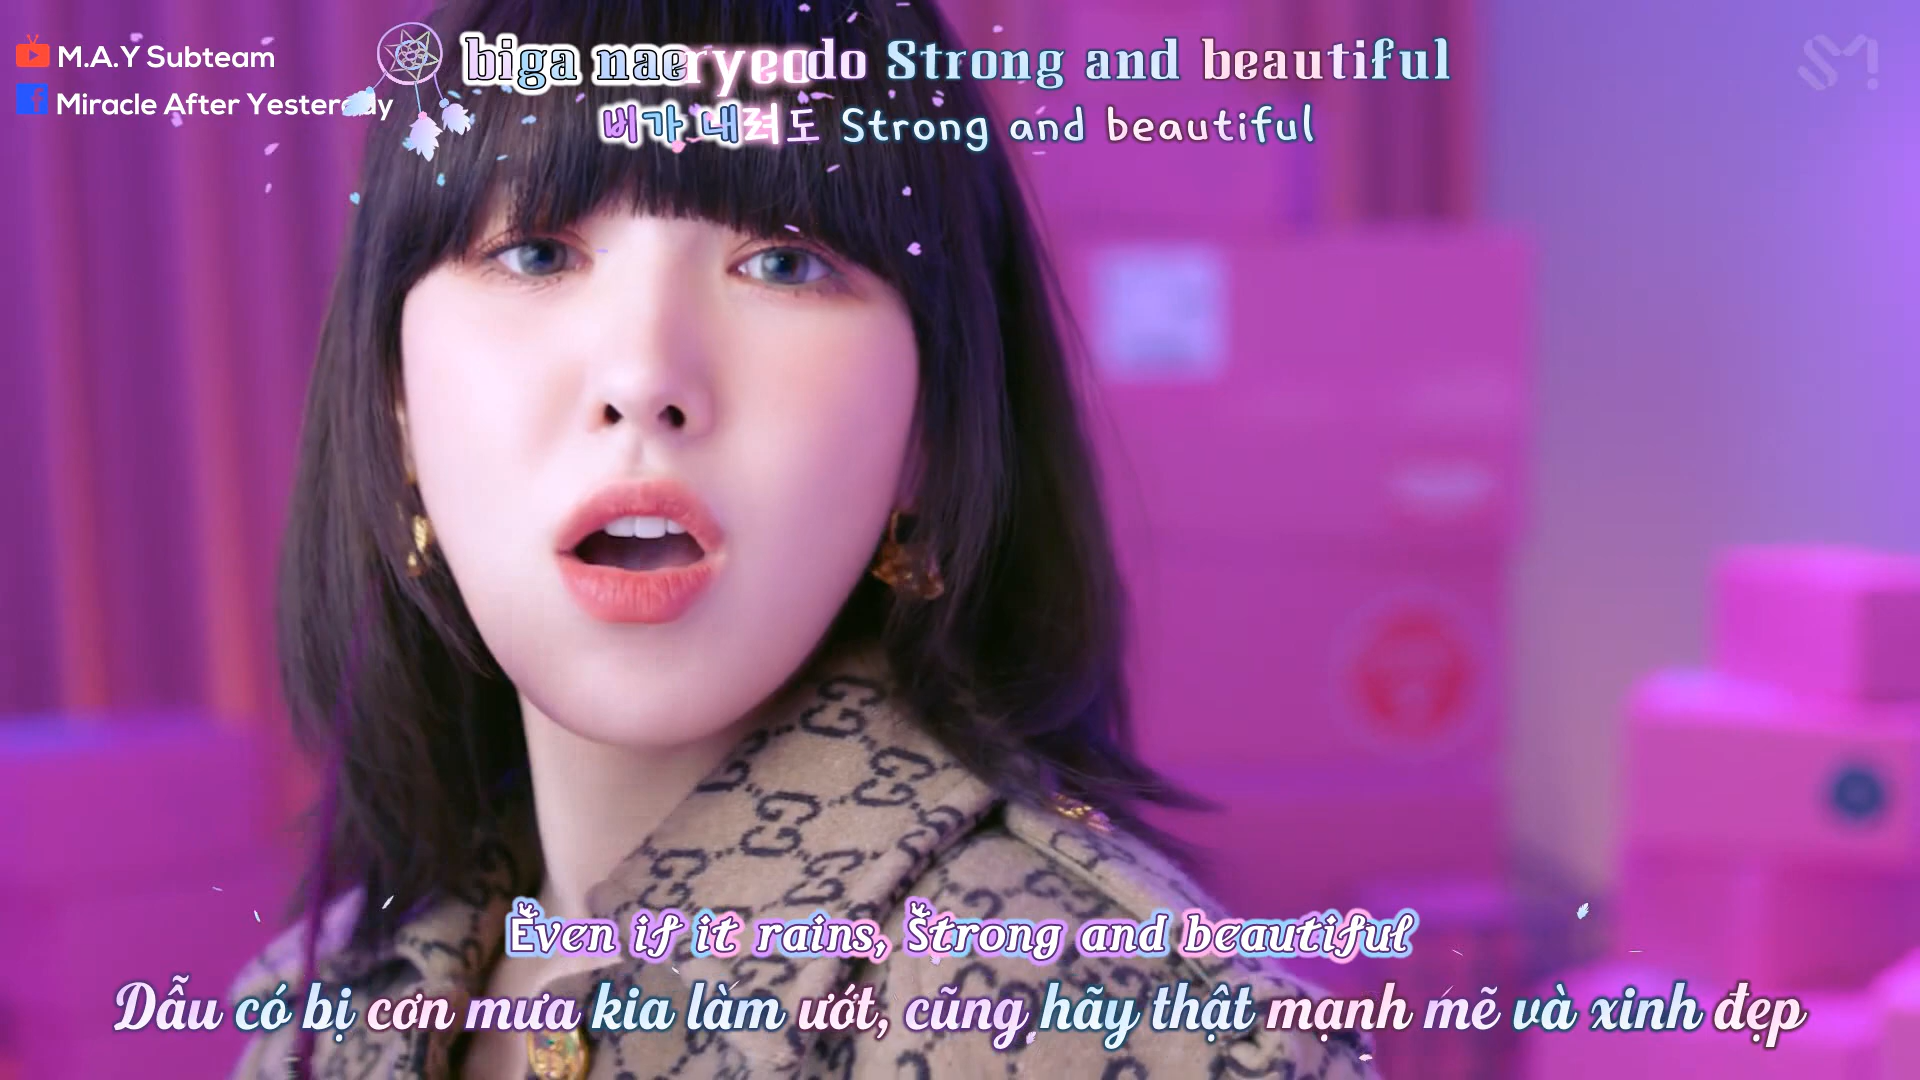 M.A.Y Subteam
Miracle After Yesterday
biga naeryeodo Strong and beautiful
비가 내려도 Strong and beautiful
SM!
Even if it rains, Strong and beautiful
Dẫu có bị cơn mưa kia làm ướt, cũng hãy thật mạnh mẽ và xinh đẹp